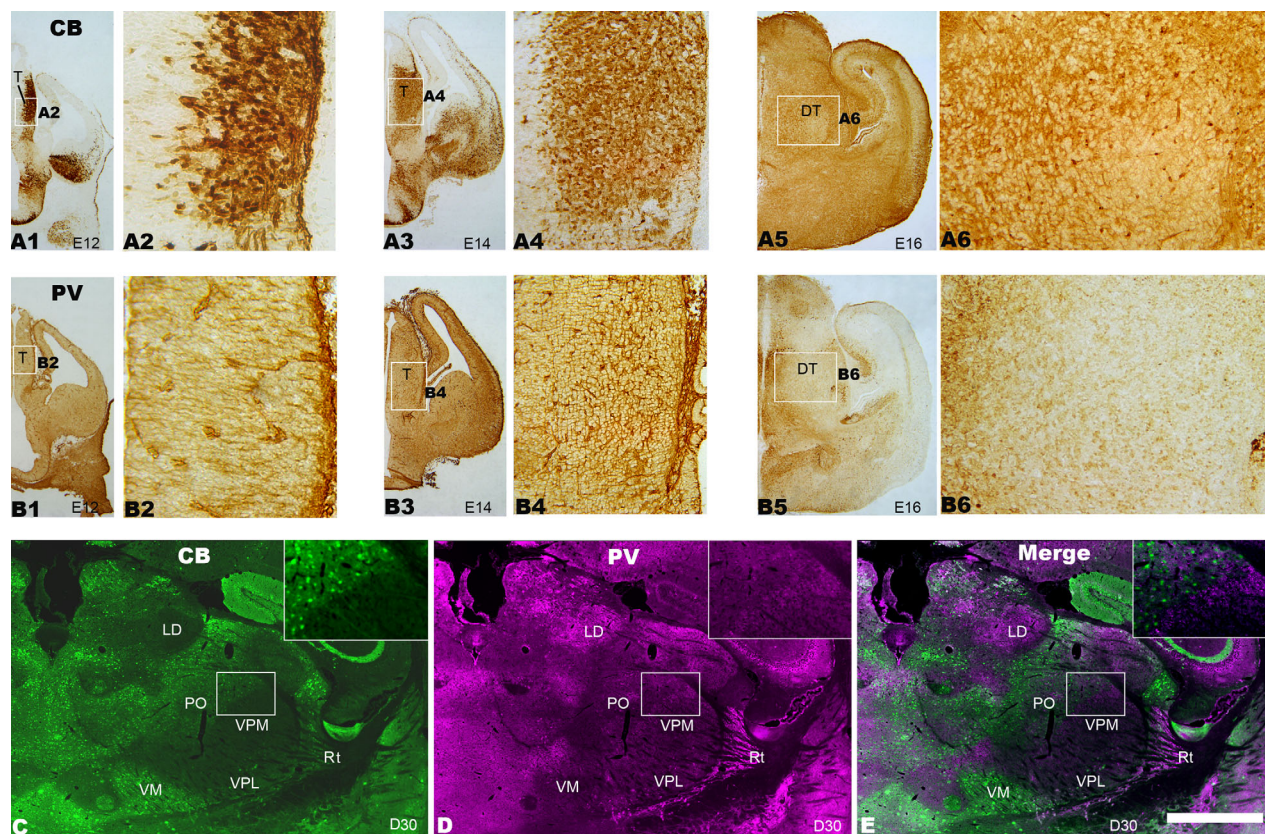 CB
T
A2
A1
E12
A2
T
A4
A3
E14
A4
DT
A6
A5
E16
A6
PV
T
B2
B1
E12
B2
T
B4
B3
E14
B4
DT
B6
B5
E16
B6
CB
LD
PO
VPM
Rt
VPL
VM
C
D30
PV
LD
PO
VPM
Rt
VPL
VM
D
D30
Merge
LD
PO
VPM
Rt
VPL
VM
E
D30